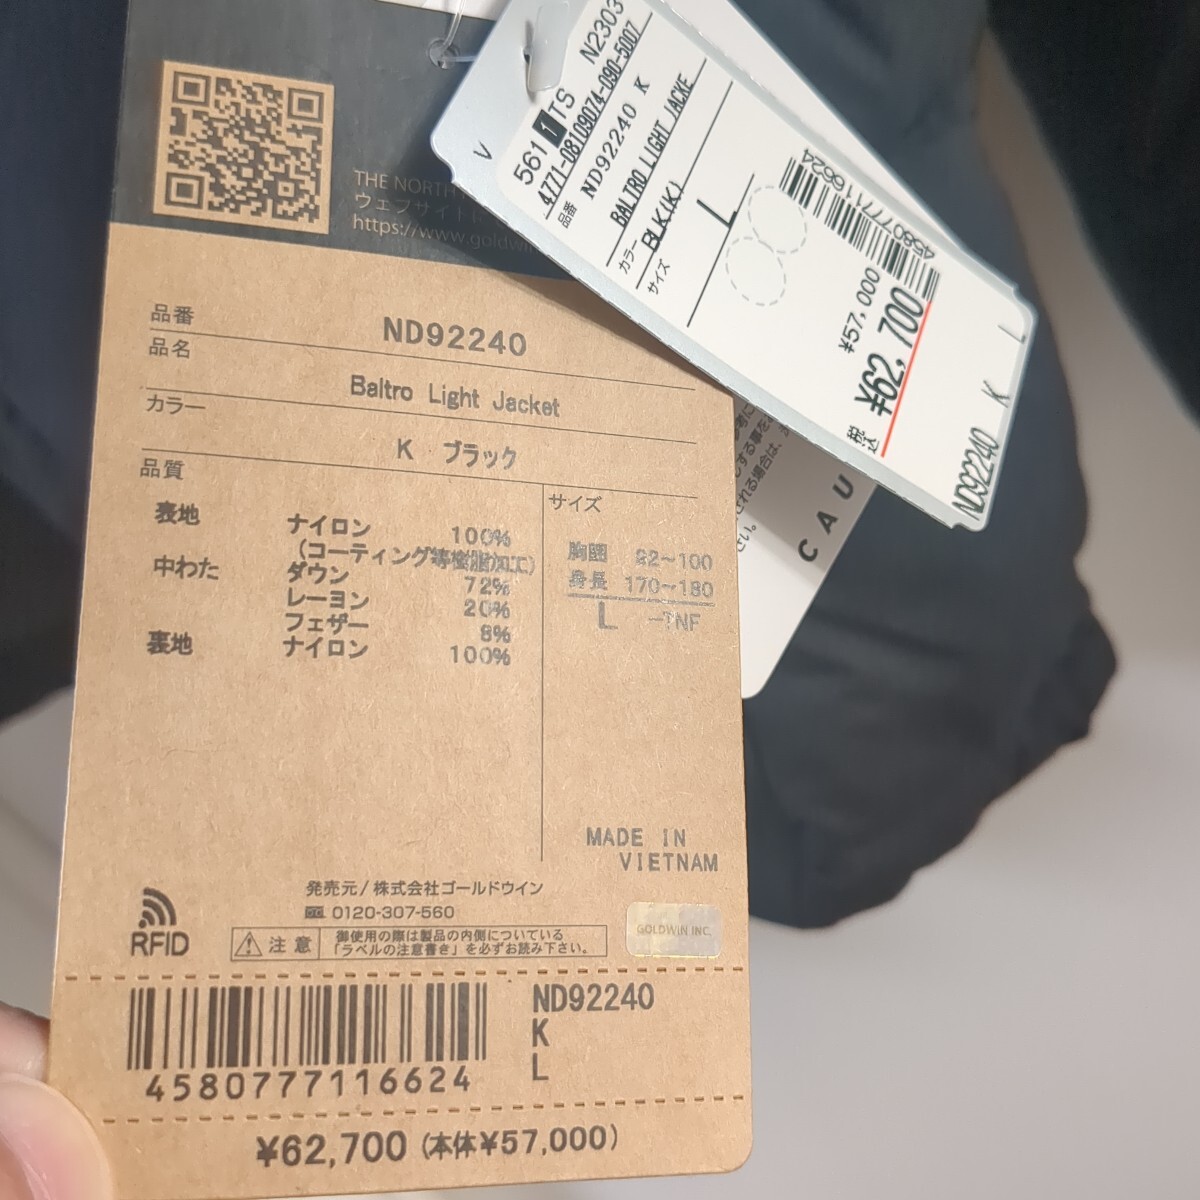 THE NORTH
ウェブサイト
https://www.goldwin
品番 ND92240
品名
Baltro Light Jacket
カラー
K ブラック
品質
表地 ナイロン 100%
(コーティング等樹脂加工)
中わた ダウン 72%
レーヨン 20%
フェザー 8%
裏地 ナイロン 100%
サイズ
胸囲 92～100
身長 170～180
L -TNF
MADE IN
VIETNAM
発売元/株式会社ゴールドウイン
0120-307-560
RFID
注意
御使用の際は製品の内側についている
「ラベルの注意書き」を必ずお読み下さい。
GOLDWIN INC.
4580777116624
ND92240
K
L
¥62,700 (本体¥57,000)
V
561 1 TS N2303
4771-08109074-090-5007
品番 ND92240 K
BALTRO LIGHT JACKE
カラー BLK(K)
サイズ L
4580777116624
¥57,000
税込 ¥62,700
ND92240 K L
CAU